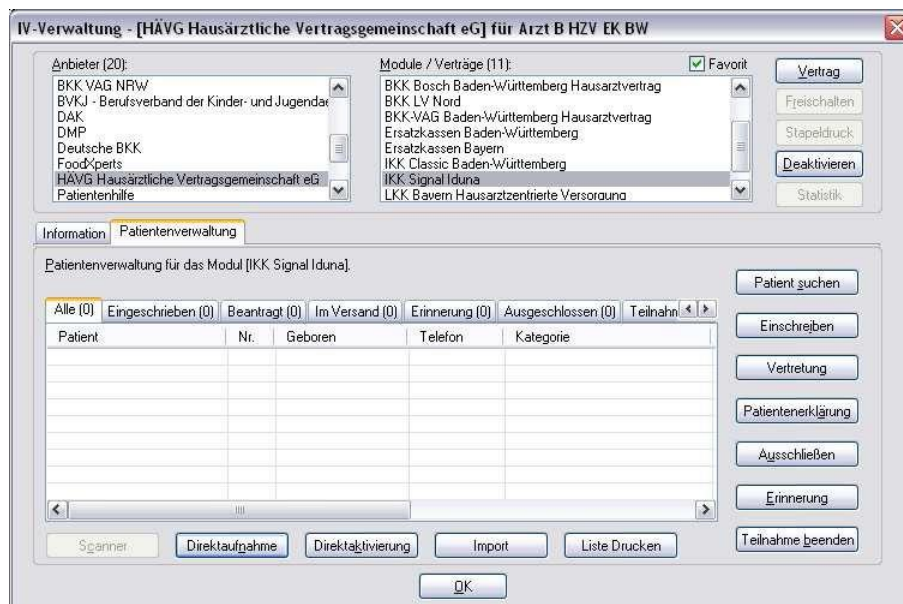 IV-Verwaltung - [HÄVG Hausärztliche Vertragsgemeinschaft eG] für Arzt B HZV EK BW
Anbieter (20):
BKK VAG NRW
BVKJ - Berufsverband der Kinder- und Jugendae
DAK
DMP
Deutsche BKK
FoodXperts
HÄVG Hausärztliche Vertragsgemeinschaft eG
Patientenhilfe
Module / Verträge (11):
Favorit
BKK Bosch Baden-Württemberg Hausarztvertrag
BKK LV Nord
BKK-VAG Baden-Württemberg Hausarztvertrag
Ersatzkassen Baden-Württemberg
Ersatzkassen Bayern
IKK Classic Baden-Württemberg
IKK Signal Iduna
LKK Bayern Hausarztzentrierte Versorgung
Vertrag
Freischalten
Stapeldruck
Deaktivieren
Statistik
Information Patientenverwaltung
Patientenverwaltung für das Modul [IKK Signal Iduna].
Alle (0) Eingeschrieben (0) Beantragt (0) Im Versand (0) Erinnerung (0) Ausgeschlossen (0) Teilnahm
Patient Nr. Geboren Telefon Kategorie
Patient suchen
Einschreiben
Vertretung
Patientenerklärung
Ausschließen
Erinnerung
Teilnahme beenden
Scanner Direktaufnahme Direktaktivierung Import Liste Drucken
OK